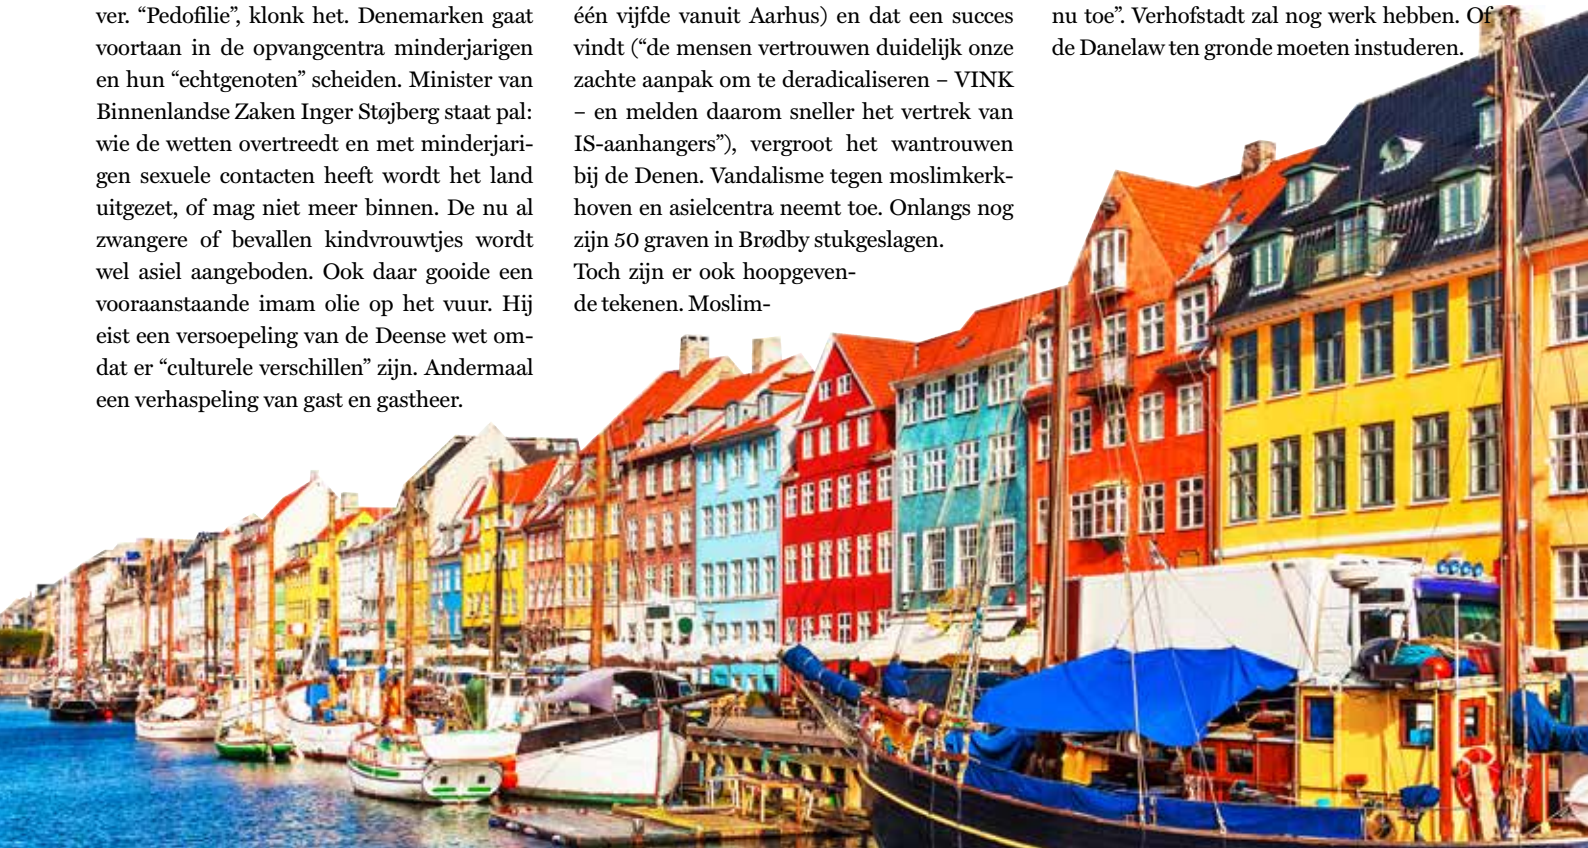 ver. “Pedofilie”, klonk het. Denemarken gaat
voortaan in de opvangcentra minderjarigen
en hun “echtgenoten” scheiden. Minister van
Binnenlandse Zaken Inger Støjberg staat pal:
wie de wetten overtreedt en met minderjari-
gen sexuele contacten heeft wordt het land
uitgezet, of mag niet meer binnen. De nu al
zwangere of bevallen kindvrouwtjes wordt
wel asiel aangeboden. Ook daar gooide een
vooraanstaande imam olie op het vuur. Hij
eist een versoepeling van de Deense wet om-
dat er “culturele verschillen” zijn. Andermaal
een verhaspeling van gast en gastheer.
één vijfde vanuit Aarhus) en dat een succes
vindt (“de mensen vertrouwen duidelijk onze
zachte aanpak om te deradicaliseren – VINK
– en melden daarom sneller het vertrek van
IS-aanhangers”), vergroot het wantrouwen
bij de Denen. Vandalisme tegen moslimkerk-
hoven en asielcentra neemt toe. Onlangs nog
zijn 50 graven in Brødby stukgeslagen.
Toch zijn er ook hoopgeven-
de tekenen. Moslim-
nu toe”. Verhofstadt zal nog werk hebben. Of
de Danelaw ten gronde moeten instuderen.